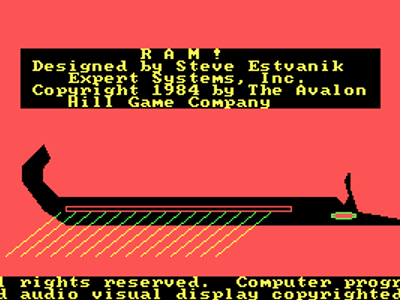 R A M !
Designed by Steve Estvanik
Expert Systems, Inc.
Copyright 1984 by The Avalon
Hill Game Company
l rights reserved. Computer progr
d audio visual display copyrighted